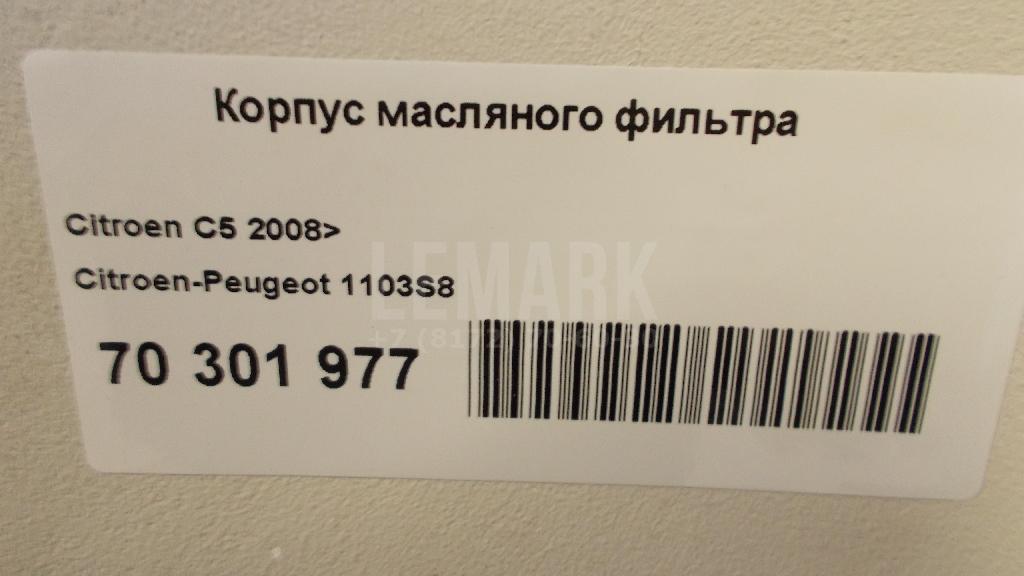 Корпус масляного фильтра
Citroen C5 2008>
Citroen-Peugeot 1103S8
LEMARK
70 301 977